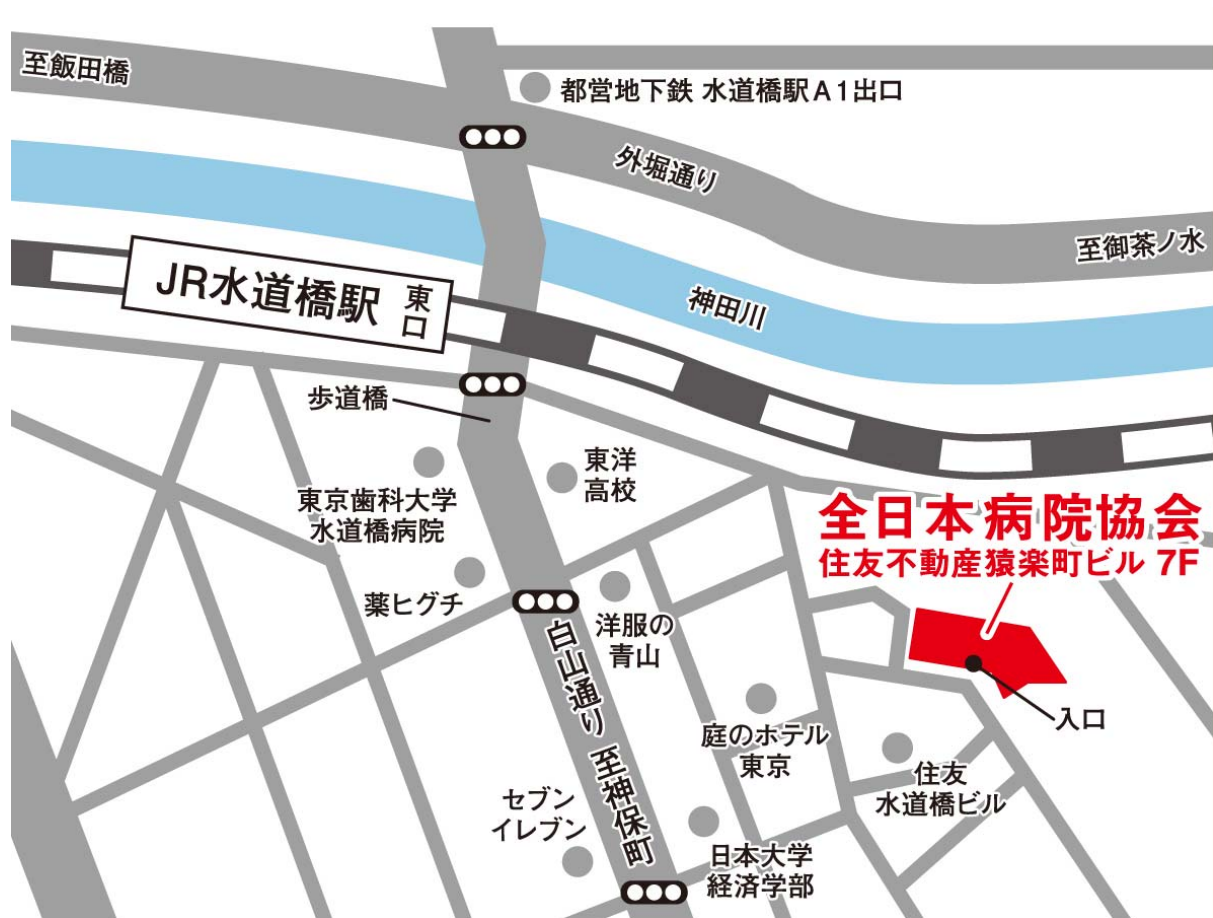 至飯田橋
都営地下鉄 水道橋駅A1出口
外堀通り
至御茶ノ水
JR水道橋駅 東口
神田川
歩道橋
東洋
高校
東京歯科大学
水道橋病院
全日本病院協会
住友不動産猿楽町ビル 7F
薬ヒグチ
洋服の
青山
白山通り 至神保町
入口
庭のホテル
東京
住友
水道橋ビル
セブン
イレブン
日本大学
経済学部